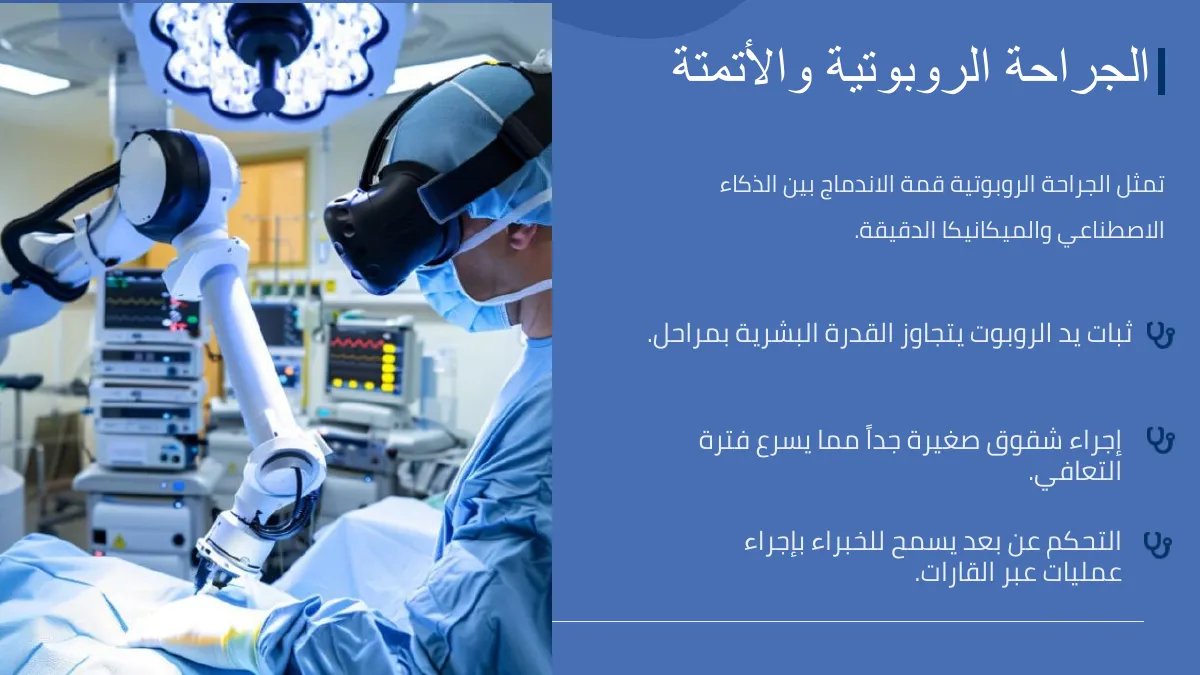 الجراحة الروبوتية والأتمتة
تمثل الجراحة الروبوتية قمة الاندماج بين الذكاء
الاصطناعي والميكانيكا الدقيقة.
ثبات يد الروبوت يتجاوز القدرة البشرية بمراحل.
إجراء شقوق صغيرة جداً مما يسرع فترة
التعافي.
التحكم عن بعد يسمح للخبراء بإجراء
عمليات عبر القارات.